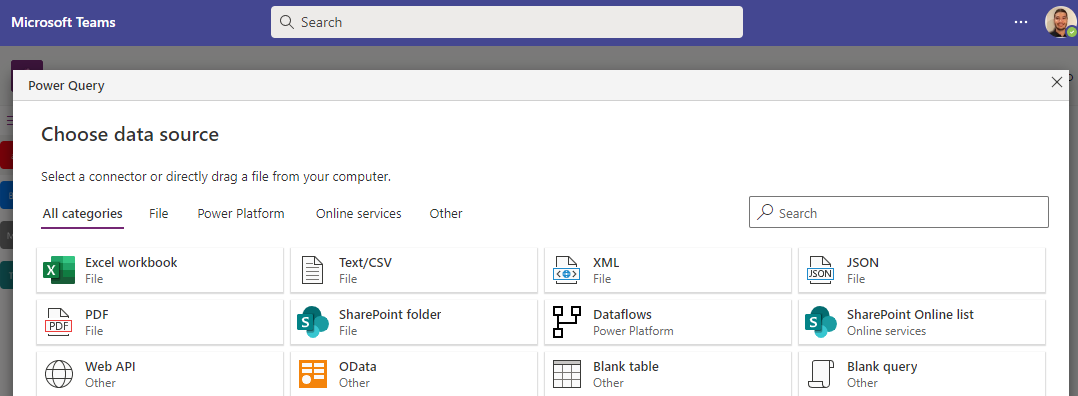 Microsoft Teams
Search
Power Query
Choose data source
Select a connector or directly drag a file from your computer.
All categories File Power Platform Online services Other
Search
Excel workbook
File
Text/CSV
File
XML
File
JSON
File
PDF
File
SharePoint folder
File
Dataflows
Power Platform
SharePoint Online list
Online services
Web API
Other
OData
Other
Blank table
Other
Blank query
Other